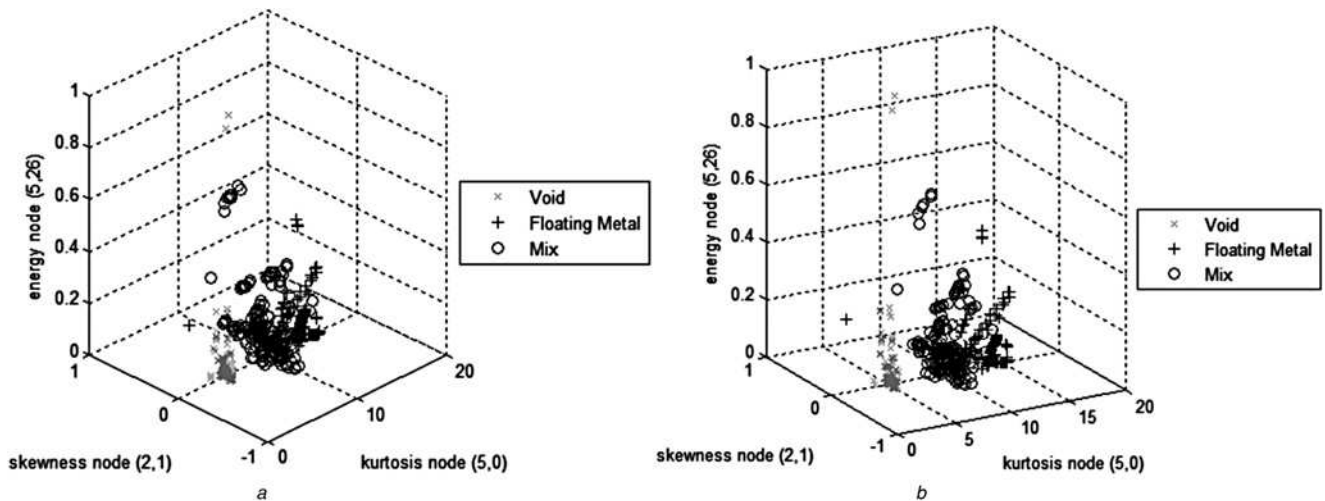 1
0.8
0.6
0.4
0.2
0
energy node (5,26)
1
0
-1
skewness node (2,1)
0
10
20
kurtosis node (5,0)
Void
Floating Metal
Mix
a
1
0.8
0.6
0.4
0.2
0
energy node (5,26)
1
0
-1
skewness node (2,1)
0
5
10
15
20
kurtosis node (5,0)
Void
Floating Metal
Mix
b